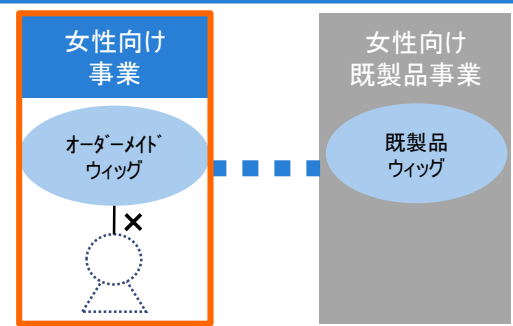 女性向け
事業
オーダーメイド
ウィッグ
×
女性向け
既製品事業
既製品
ウィッグ